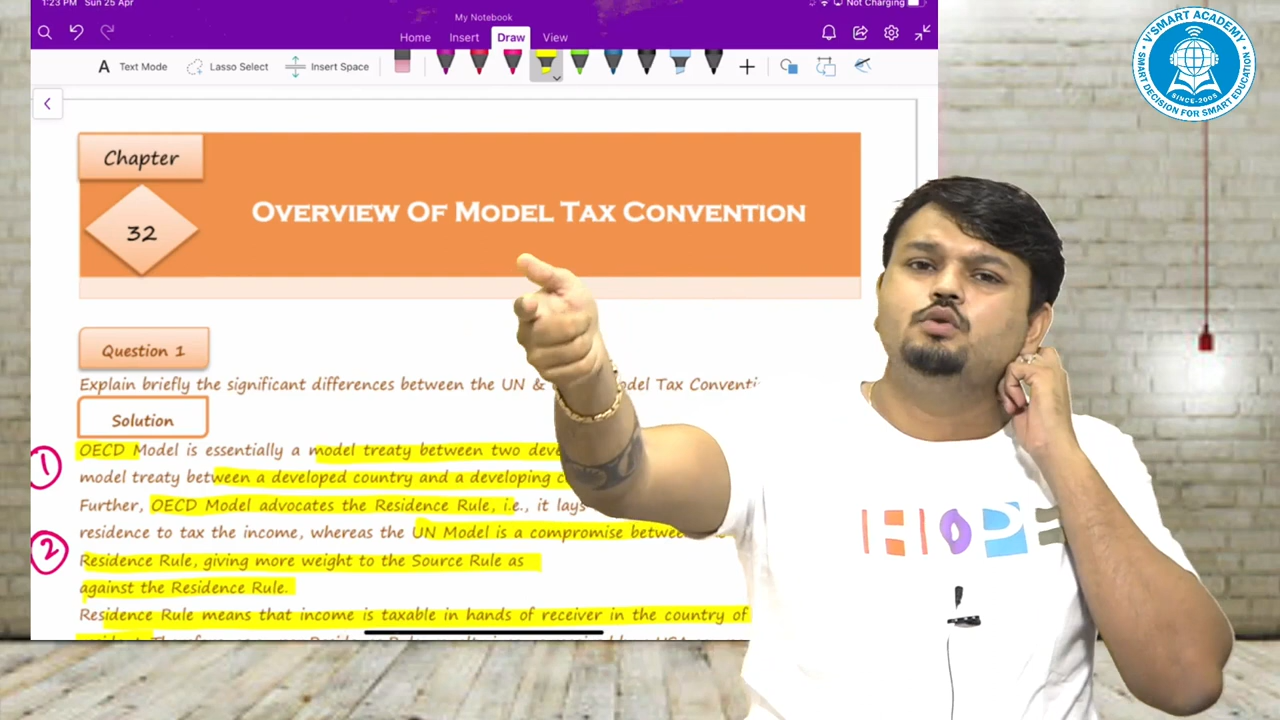 1:23 PM Sun 25 Apr
Not Charging
My Notebook
Home Insert Draw View
A Text Mode Lasso Select Insert Space
V'SMART ACADEMY
SINCE-2005
SMART DECISION FOR SMART EDUCATION
Chapter
32
OVERVIEW OF MODEL TAX CONVENTION
Question 1
Explain briefly the significant differences between the UN & Tax
Solution
1
OECD Model is essentially a model treaty between two
model treaty between a developed country and a developing
Further, OECD Model advocates the Residence Rule, i.e., it lays
2
residence to tax the income, whereas the UN Model is a compromise
Residence Rule, giving more weight to the Source Rule as
against the Residence Rule.
Residence Rule means that income is taxable in hands of receiver in the country of
HOPE